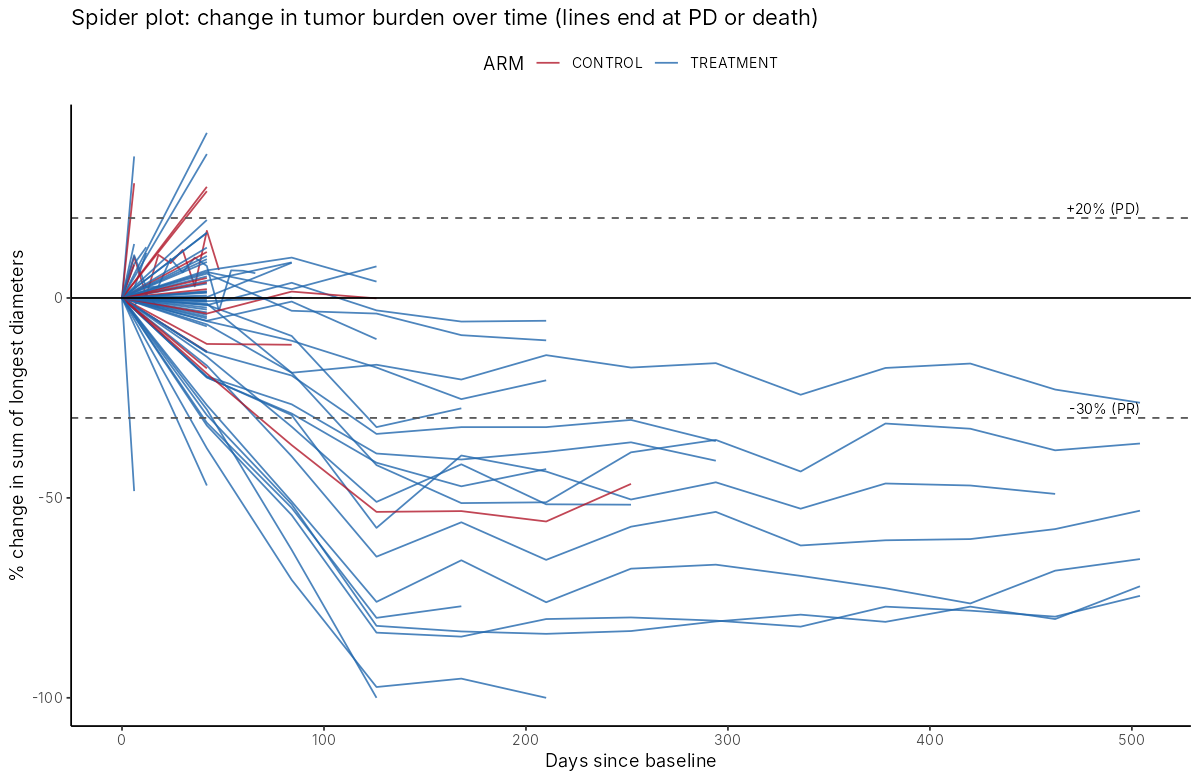 Spider plot: change in tumor burden over time (lines end at PD or death)
ARM CONTROL TREATMENT
% change in sum of longest diameters
+20% (PD)
0
-30% (PR)
-50
-100
0 100 200 300 400 500
Days since baseline